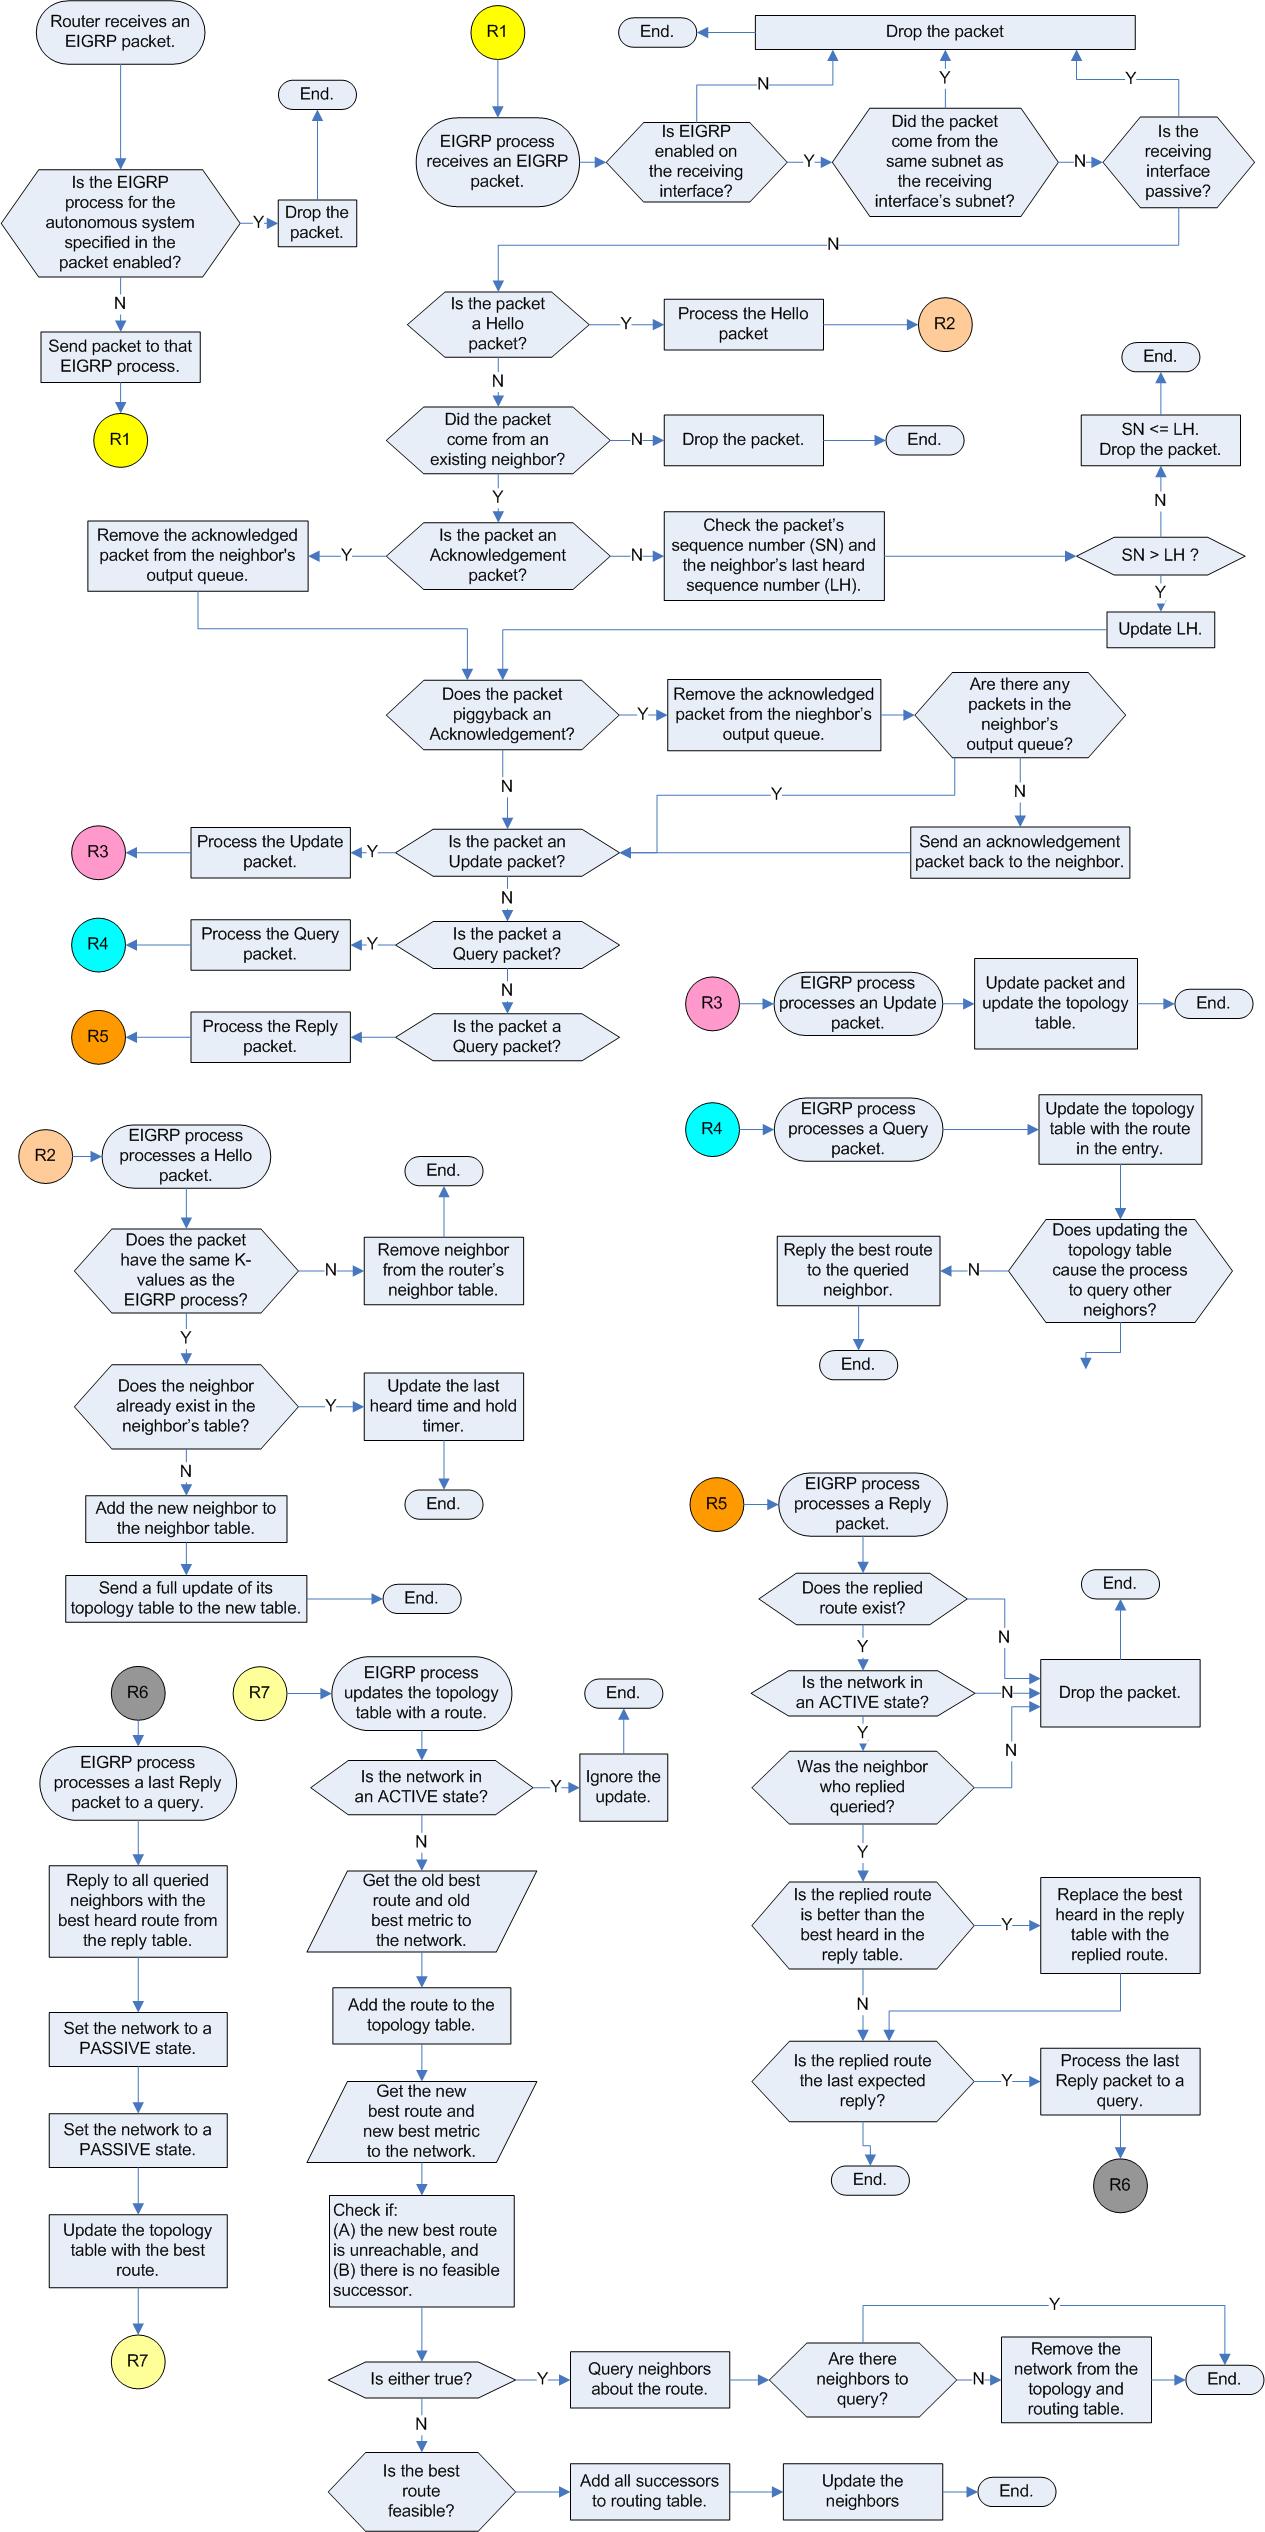 Router receives an
EIGRP packet.
Is the EIGRP
process for the
autonomous system
specified in the
packet enabled?
Y
Drop the
packet.
End.
N
Send packet to that
EIGRP process.
R1
R1
EIGRP process
receives an EIGRP
packet.
Is EIGRP
enabled on
the receiving
interface?
N
Y
Did the packet
come from the
same subnet as
the receiving
interface's subnet?
Y
N
Is the
receiving
interface
passive?
Y
Drop the packet
End.
N
Is the packet
a Hello
packet?
Y
Process the Hello
packet
R2
N
Did the packet
come from an
existing neighbor?
N
Drop the packet.
End.
Y
Is the packet an
Acknowledgement
packet?
Y
Remove the acknowledged
packet from the neighbor's
output queue.
N
Check the packet's
sequence number (SN) and
the neighbor's last heard
sequence number (LH).
SN > LH ?
N
SN <= LH.
Drop the packet.
End.
Y
Update LH.
Does the packet
piggyback an
Acknowledgement?
Y
Remove the acknowledged
packet from the nieghbor's
output queue.
Are there any
packets in the
neighbor's
output queue?
Y
N
Send an acknowledgement
packet back to the neighbor.
N
Is the packet an
Update packet?
Y
Process the Update
packet.
R3
N
Is the packet a
Query packet?
Y
Process the Query
packet.
R4
N
Is the packet a
Query packet?
Process the Reply
packet.
R5
R3
EIGRP process
processes an Update
packet.
Update packet and
update the topology
table.
End.
R4
EIGRP process
processes a Query
packet.
Update the topology
table with the route
in the entry.
Does updating the
topology table
cause the process
to query other
neighors?
N
Reply the best route
to the queried
neighbor.
End.
R2
EIGRP process
processes a Hello
packet.
Does the packet
have the same K-
values as the
EIGRP process?
N
Remove neighbor
from the router's
neighbor table.
End.
Y
Does the neighbor
already exist in the
neighbor's table?
Y
Update the last
heard time and hold
timer.
End.
N
Add the new neighbor to
the neighbor table.
Send a full update of its
topology table to the new table.
End.
R5
EIGRP process
processes a Reply
packet.
Does the replied
route exist?
N
Y
Is the network in
an ACTIVE state?
N
Y
Was the neighbor
who replied
queried?
N
Drop the packet.
End.
Y
Is the replied route
is better than the
best heard in the
reply table.
Y
Replace the best
heard in the reply
table with the
replied route.
N
Is the replied route
the last expected
reply?
Y
Process the last
Reply packet to a
query.
R6
End.
R6
EIGRP process
processes a last Reply
packet to a query.
Reply to all queried
neighbors with the
best heard route from
the reply table.
Set the network to a
PASSIVE state.
Set the network to a
PASSIVE state.
Update the topology
table with the best
route.
R7
R7
EIGRP process
updates the topology
table with a route.
Is the network in
an ACTIVE state?
Y
Ignore the
update.
End.
N
Get the old best
route and old
best metric to
the network.
Add the route to the
topology table.
Get the new
best route and
new best metric
to the network.
Check if:
(A) the new best route
is unreachable, and
(B) there is no feasible
successor.
Is either true?
Y
Query neighbors
about the route.
Are there
neighbors to
query?
Y
N
Remove the
network from the
topology and
routing table.
End.
N
Is the best
route
feasible?
Add all successors
to routing table.
Update the
neighbors
End.